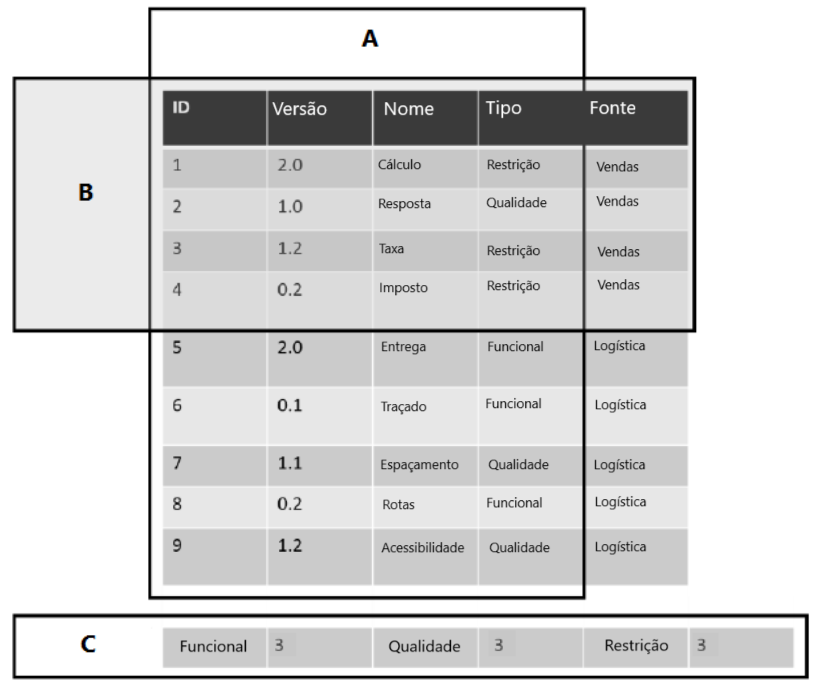 A
B
ID Versão Nome Tipo Fonte
1 2.0 Cálculo Restrição Vendas
2 1.0 Resposta Qualidade Vendas
3 1.2 Taxa Restrição Vendas
4 0.2 Imposto Restrição Vendas
5 2.0 Entrega Funcional Logística
6 0.1 Traçado Funcional Logística
7 1.1 Espaçamento Qualidade Logística
8 0.2 Rotas Funcional Logística
9 1.2 Acessibilidade Qualidade Logística
C Funcional 3 Qualidade 3 Restrição 3